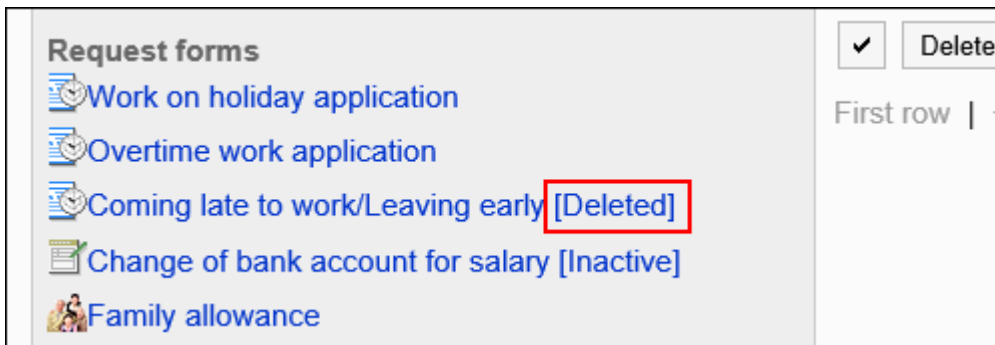 Request forms
Work on holiday application
Overtime work application
Coming late to work/Leaving early [Deleted]
Change of bank account for salary [Inactive]
Family allowance
Delete
First row |